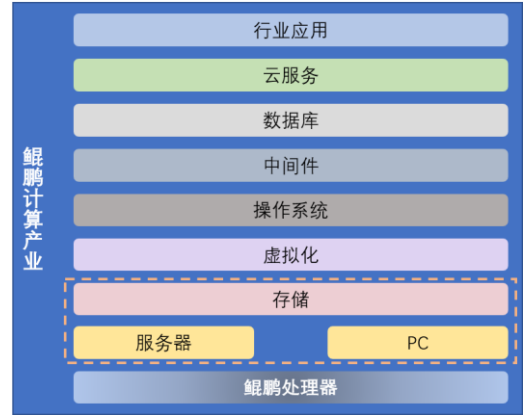 鲲鹏计算产业
行业应用
云服务
数据库
中间件
操作系统
虚拟化
存储
服务器
PC
鲲鹏处理器